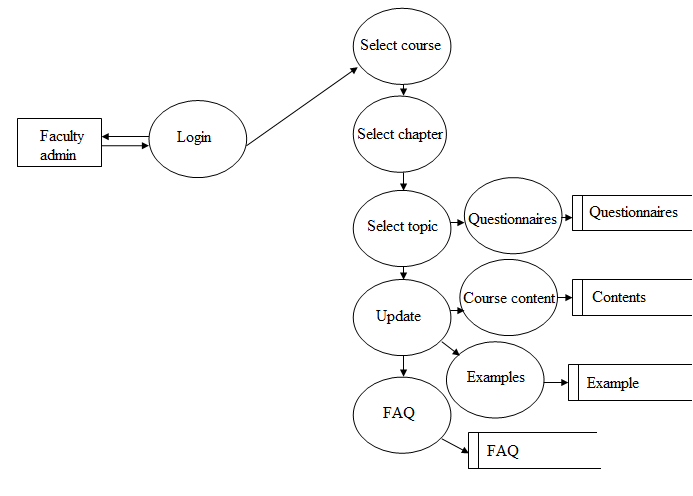 Select course
Faculty
admin
Login
Select chapter
Select topic
Questionnaires
Questionnaires
Update
Course content
Contents
Examples
Example
FAQ
FAQ